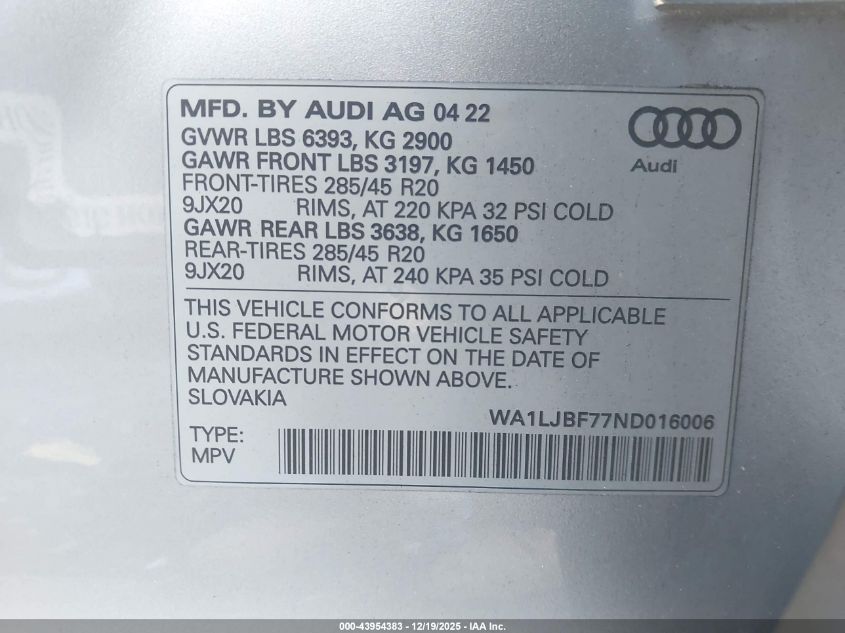 MFD. BY AUDI AG 04 22
GVWR LBS 6393, KG 2900
GAWR FRONT LBS 3197, KG 1450
FRONT-TIRES 285/45 R20
9JX20 RIMS, AT 220 KPA 32 PSI COLD
GAWR REAR LBS 3638, KG 1650
REAR-TIRES 285/45 R20
9JX20 RIMS, AT 240 KPA 35 PSI COLD
Audi
THIS VEHICLE CONFORMS TO ALL APPLICABLE
U.S. FEDERAL MOTOR VEHICLE SAFETY
STANDARDS IN EFFECT ON THE DATE OF
MANUFACTURE SHOWN ABOVE.
SLOVAKIA
WA1LJBF77ND016006
TYPE:
MPV
000-43954383 - 12/19/2025 - IAA Inc.